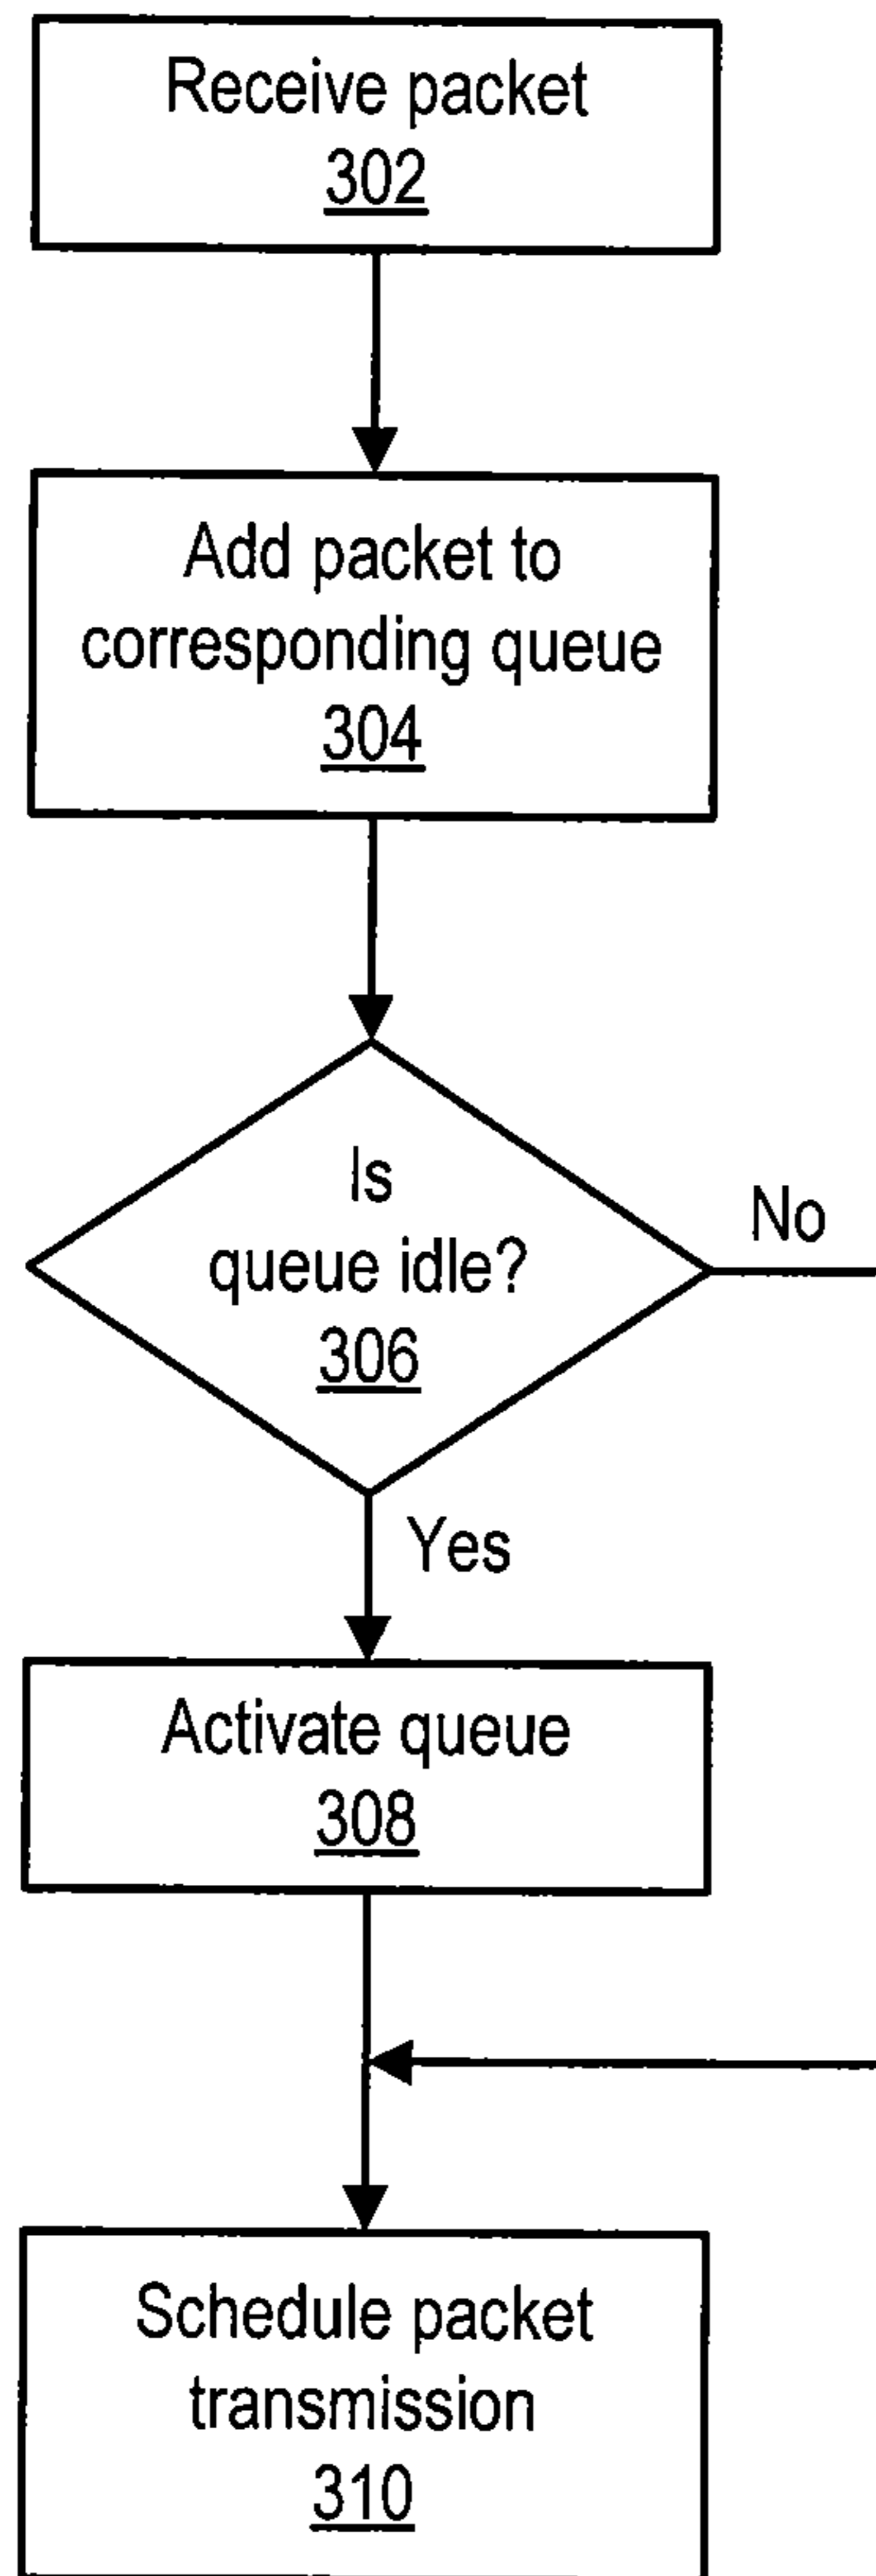 Receive packet
302
Add packet to
corresponding queue
304
Is
queue idle?
306
No
Yes
Activate queue
308
Schedule packet
transmission
310